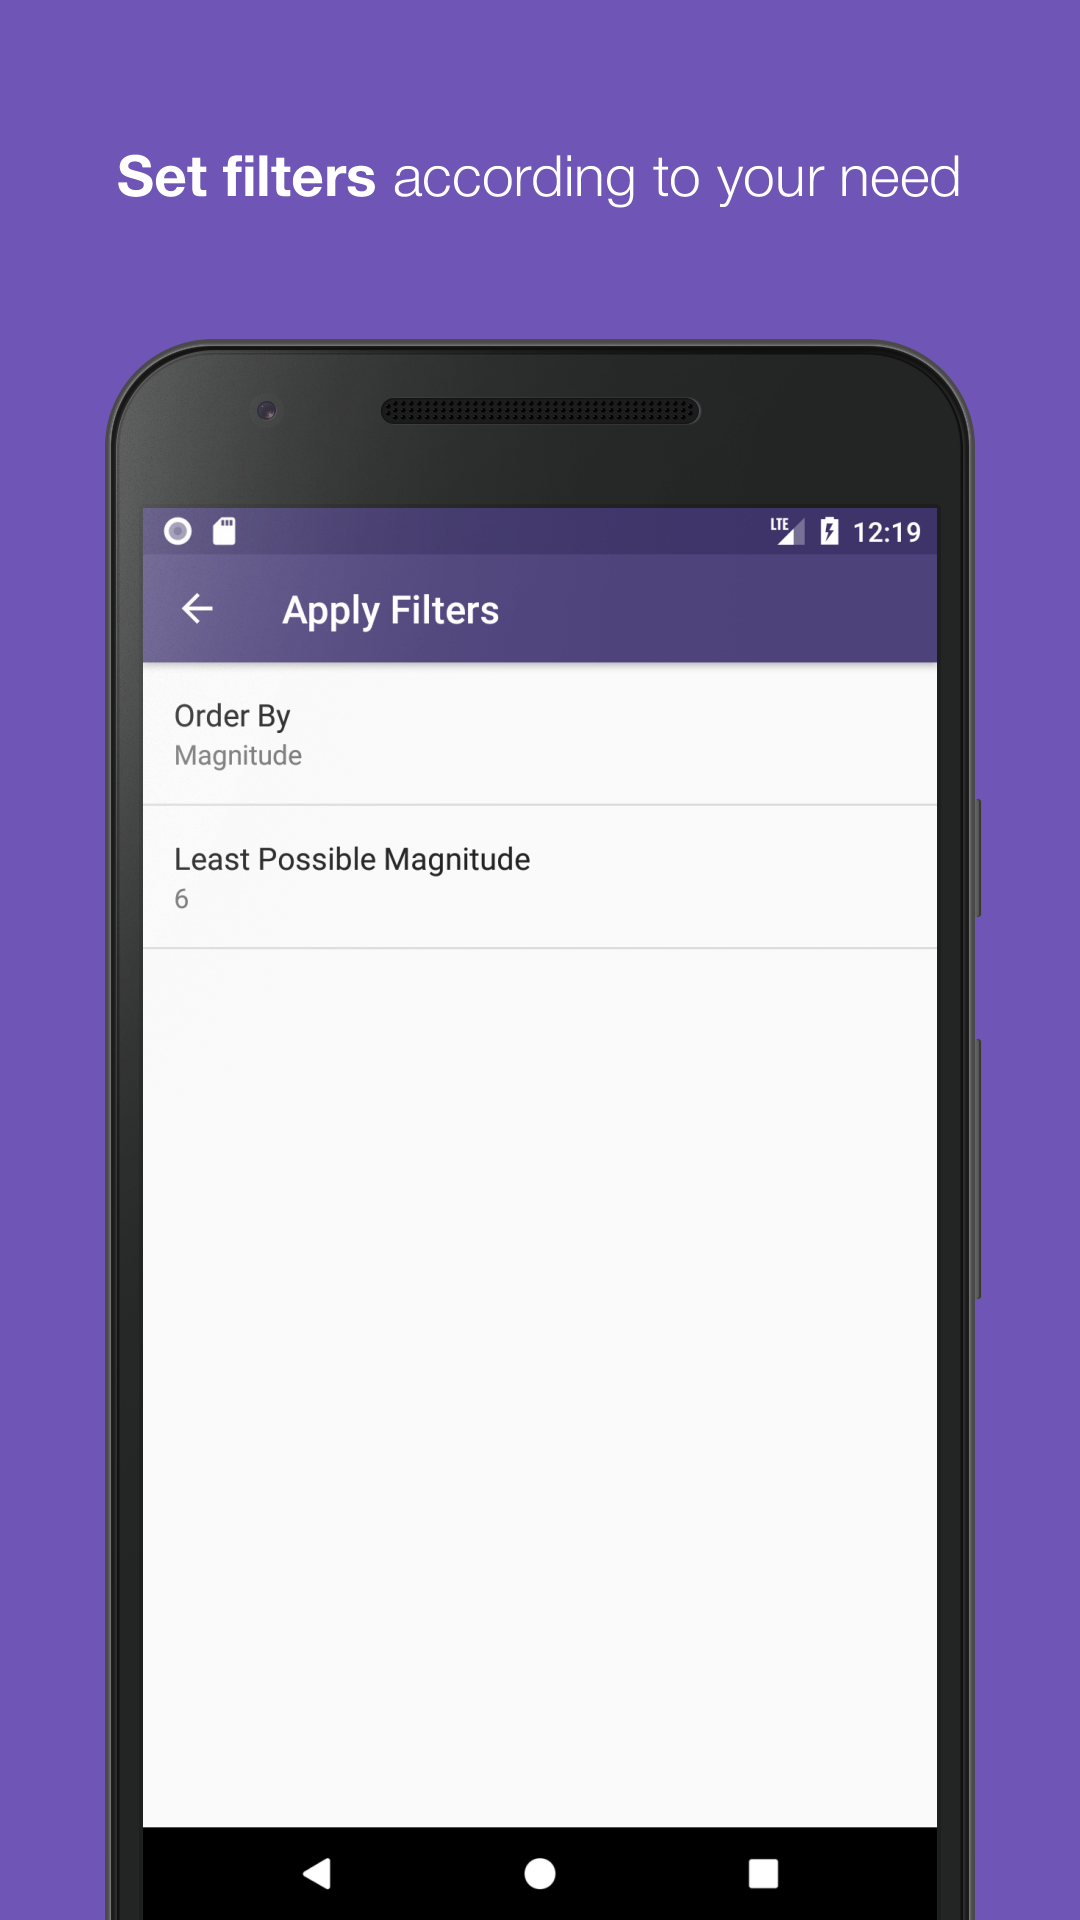 Set filters according to your need
LTE 12:19
Apply Filters
Order By
Magnitude
Least Possible Magnitude
6